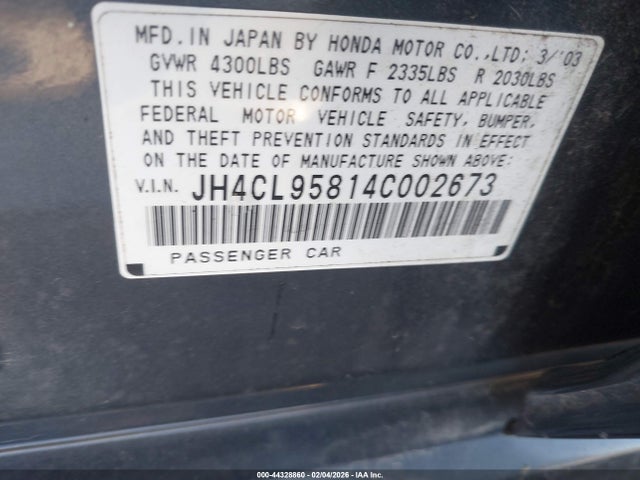 MFD. IN JAPAN BY HONDA MOTOR CO.,LTD; 3/'03
GVWR 4300LBS GAWR F 2335LBS R 2030LBS
THIS VEHICLE CONFORMS TO ALL APPLICABLE
FEDERAL MOTOR VEHICLE SAFETY, BUMPER,
AND THEFT PREVENTION STANDARDS IN EFFECT
ON THE DATE OF MANUFACTURE SHOWN ABOVE:
V.I.N. JH4CL95814C002673
PASSENGER CAR
000-44328860 - 02/04/2026 - IAA Inc.